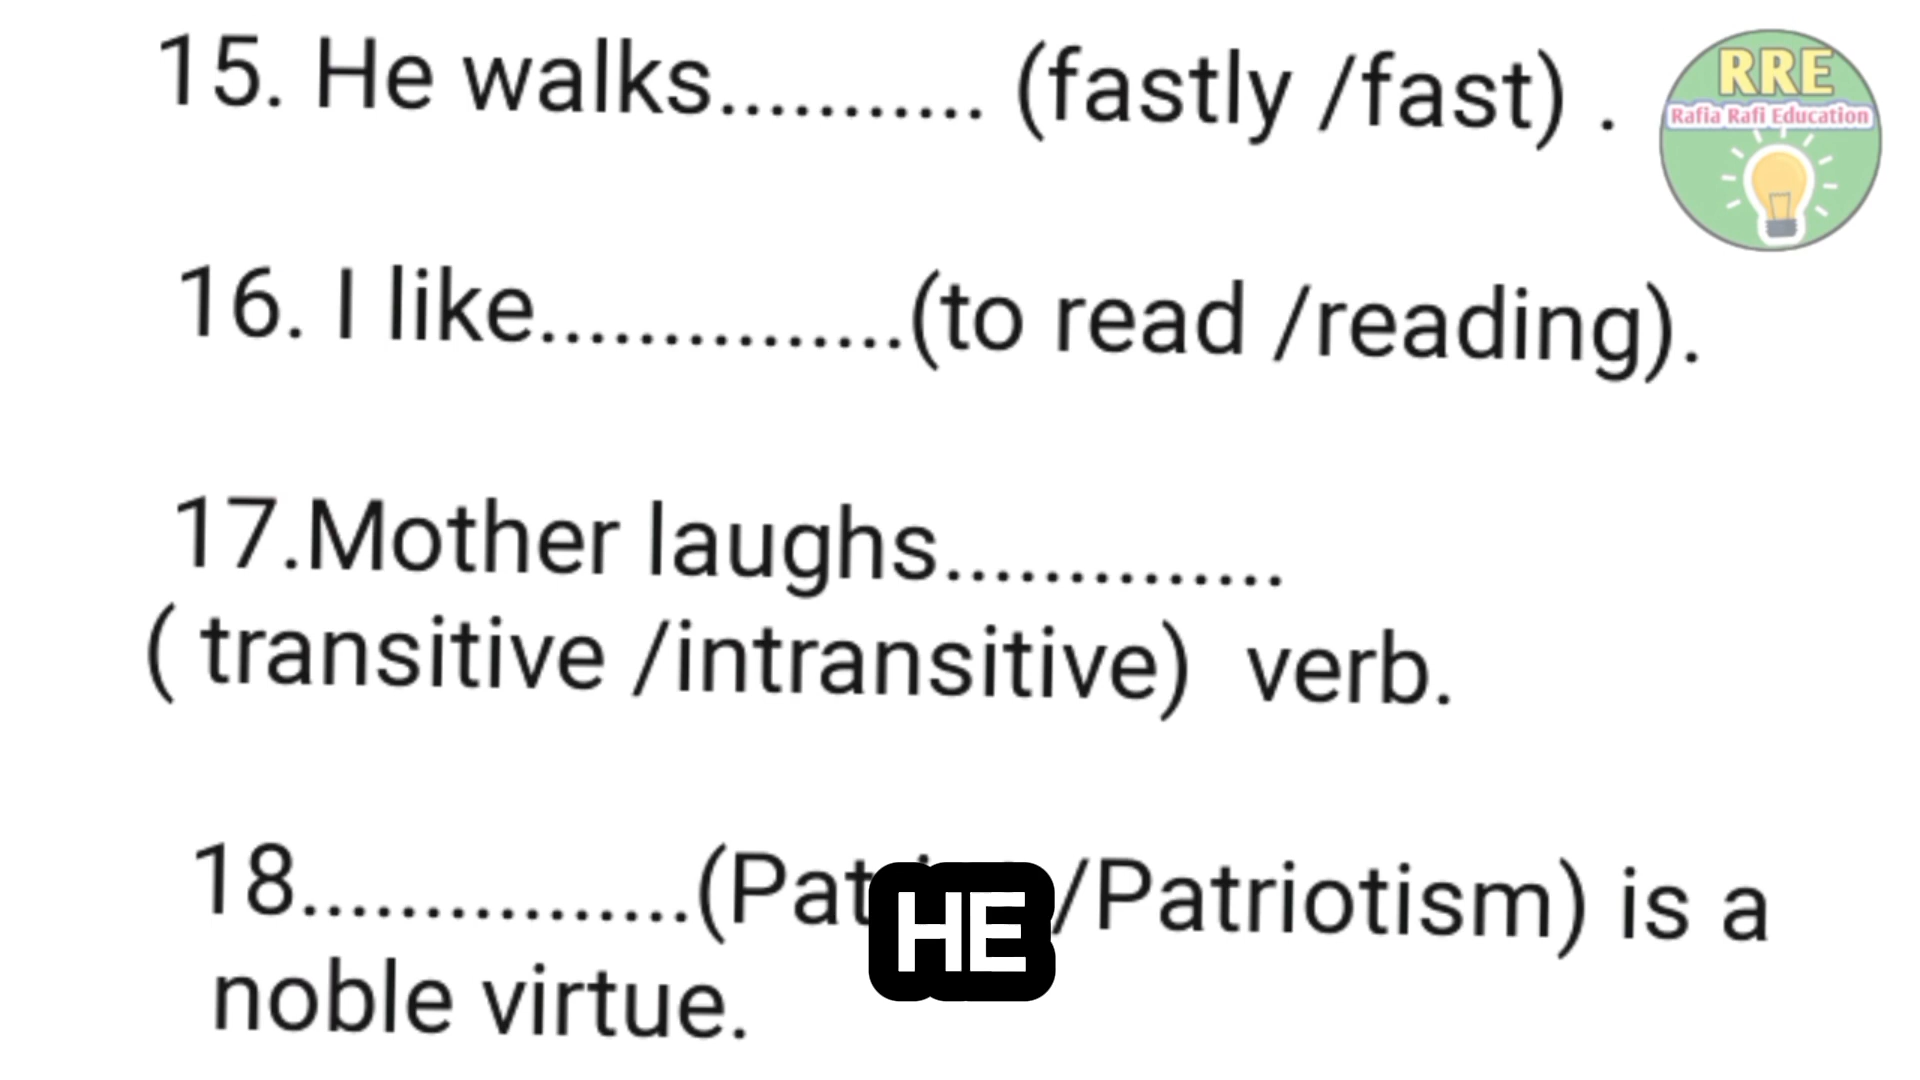 15. He walks........... (fastly /fast) .
RRE
Rafia Rafi Education
16. I like...............(to read /reading).
17.Mother laughs..............
( transitive /intransitive) verb.
18................( /Patriotism) is a
HE
noble virtue.